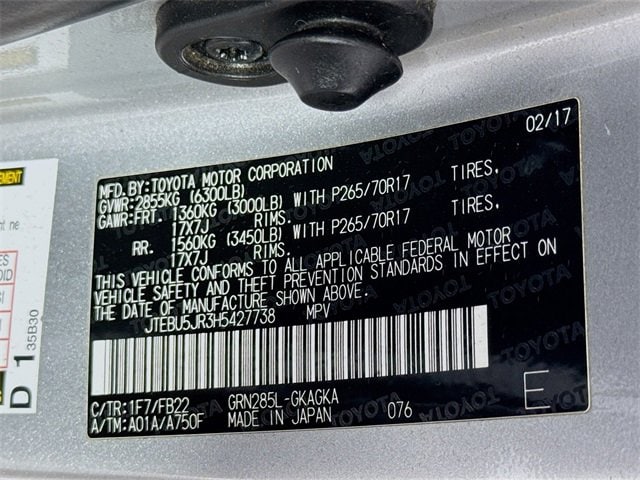 02/17
MFD.BY:TOYOTA MOTOR CORPORATION
GVWR:2855KG (6300LB)
GAWR:FRT. 1360KG (3000LB) WITH P265/70R17 TIRES,
17X7J RIMS.
RR. 1560KG (3450LB) WITH P265/70R17 TIRES,
17X7J RIMS.
THIS VEHICLE CONFORMS TO ALL APPLICABLE FEDERAL MOTOR
VEHICLE SAFETY AND THEFT PREVENTION STANDARDS IN EFFECT ON
THE DATE OF MANUFACTURE SHOWN ABOVE.
JTEBU5JR3H5427738 MPV
C/TR:1F7/FB22 GRN285L-GKAGKA
A/TM:A01A/A750F MADE IN JAPAN 076
E
D 1
35B30